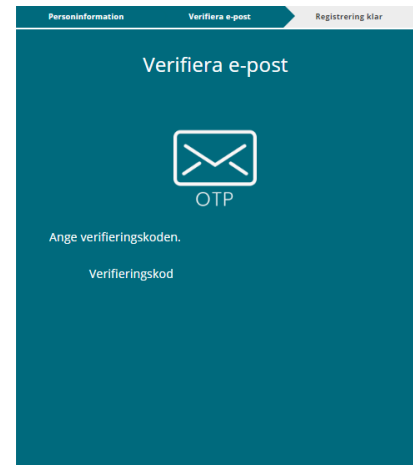 Personinformation Verifiera e-post Registrering klar
Verifiera e-post
OTP
Ange verifieringskoden.
Verifieringskod